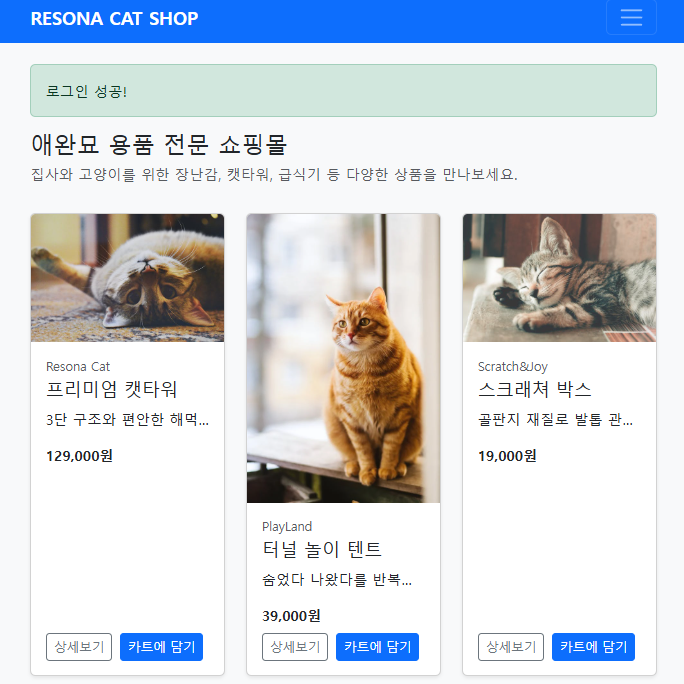 RESONA CAT SHOP
로그인 성공!
애완묘 용품 전문 쇼핑몰
집사와 고양이를 위한 장난감, 캣타워, 급식기 등 다양한 상품을 만나보세요.
Resona Cat
프리미엄 캣타워
3단 구조와 편안한 해먹...
129,000원
상세보기 카트에 담기
PlayLand
터널 놀이 텐트
숨었다 나왔다를 반복...
39,000원
상세보기 카트에 담기
Scratch&Joy
스크래쳐 박스
골판지 재질로 발톱 관...
19,000원
상세보기 카트에 담기